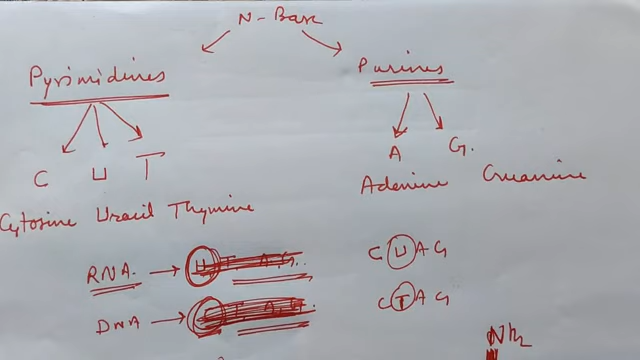 N-Base
Pyrimidines Purines
C U T A G.
Cytosine Uracil Thymine Adenine Guanine
RNA. → U T A G. C U A G
DNA → T A G. C T A G
NH2